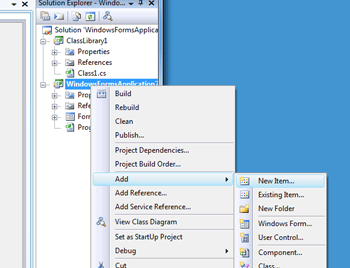 Solution Explorer - Windo...
Solution 'WindowsFormsApplica
ClassLibrary1
Properties
References
Class1.cs
WindowsFormsApplication
Prop
Refe
Form
Prog
Build
Rebuild
Clean
Publish...
Project Dependencies...
Project Build Order...
Add
Add Reference...
Add Service Reference...
View Class Diagram
Set as StartUp Project
Debug
Cut
New Item...
Existing Item...
New Folder
Windows Form...
User Control...
Component...
Class...